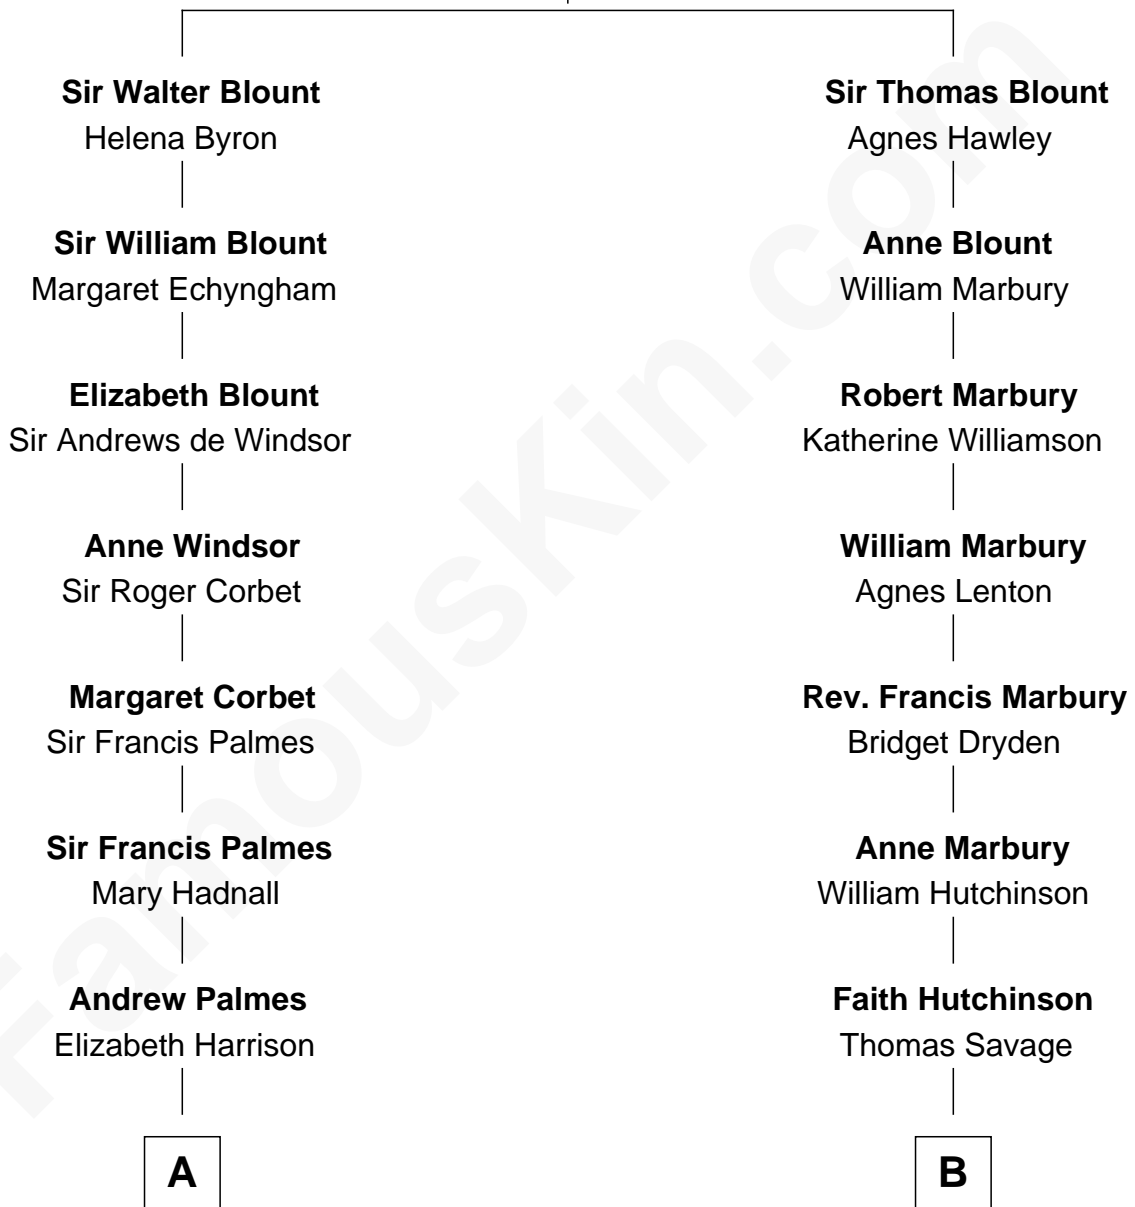 Sir Walter Blount
Helena Byron
Sir William Blount
Margaret Echyngham
Elizabeth Blount
Sir Andrews de Windsor
Anne Windsor
Sir Roger Corbet
Margaret Corbet
Sir Francis Palmes
Sir Francis Palmes
Mary Hadnall
Andrew Palmes
Elizabeth Harrison
A
Sir Thomas Blount
Agnes Hawley
Anne Blount
William Marbury
Robert Marbury
Katherine Williamson
William Marbury
Agnes Lenton
Rev. Francis Marbury
Bridget Dryden
Anne Marbury
William Hutchinson
Faith Hutchinson
Thomas Savage
B
FamousKin.com